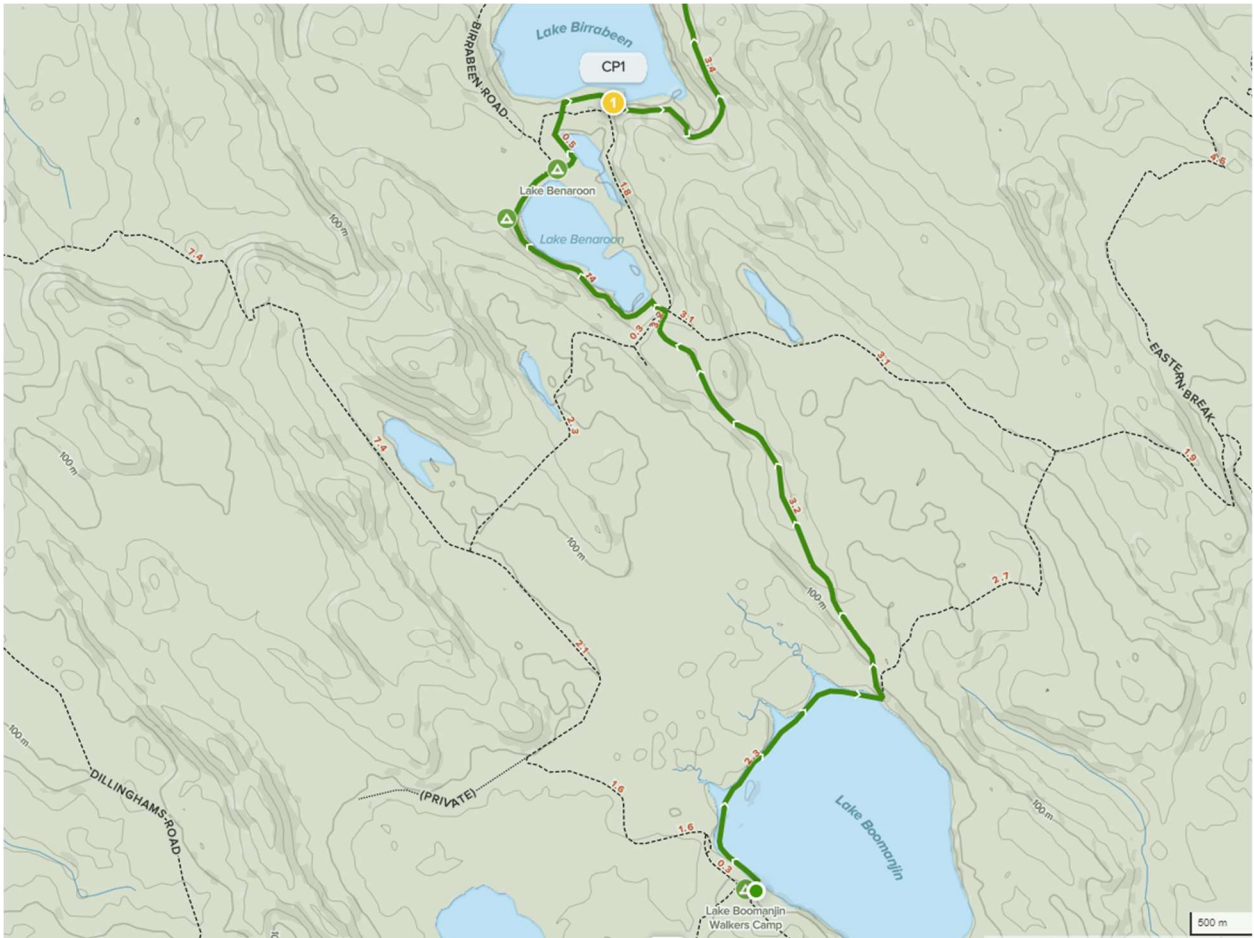 Lake Birrabeen
BIRRABEEN ROAD
CP1
3.4
1
4.6
0.5
1.8
Lake Benaroon
100 m
Lake Benaroon
7.4
14
3.1
0.3
3.1
EASTERN BREAK
2.3
7.4
1.9
100 m
3.2
100 m
2.7
100 m
2.1
100 m
2.3
DILLINGHAMS ROAD
(PRIVATE)
1.6
Lake Boomanjin
100 m
1.6
0.3
Lake Boomanjin
Walkers Camp
500 m